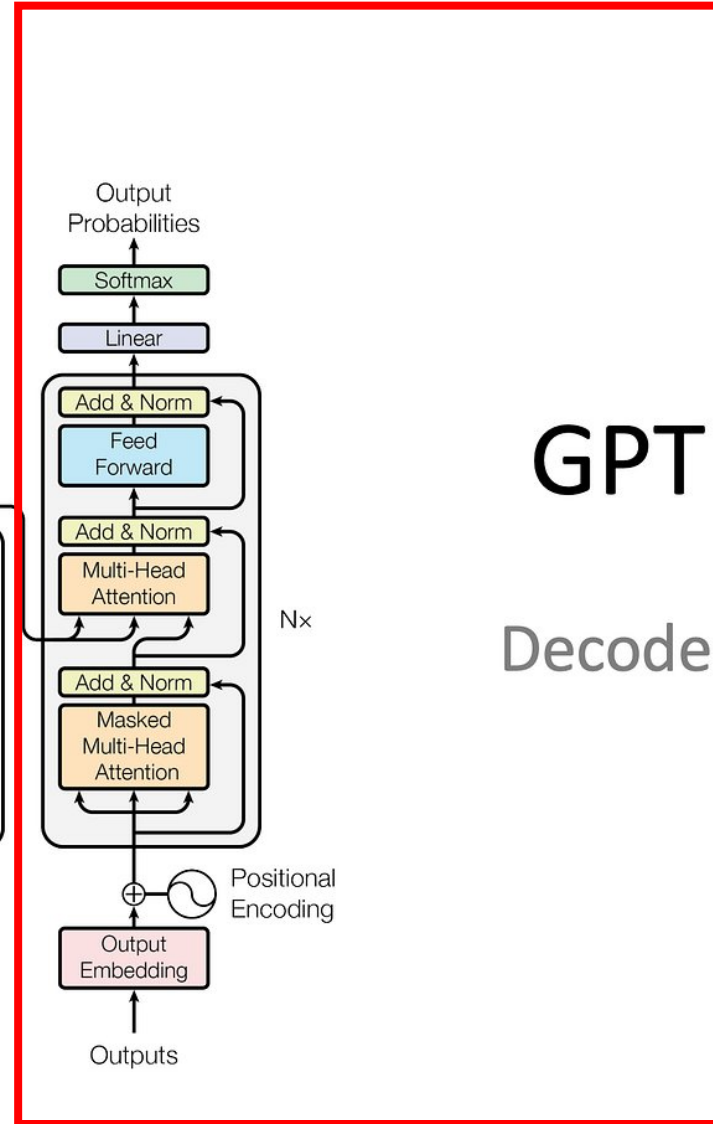 Output
Probabilities
Softmax
Linear
Add & Norm
Feed
Forward
Add & Norm
Multi-Head
Attention
N×
Add & Norm
Masked
Multi-Head
Attention
Positional
Encoding
Output
Embedding
Outputs
GPT
Decode